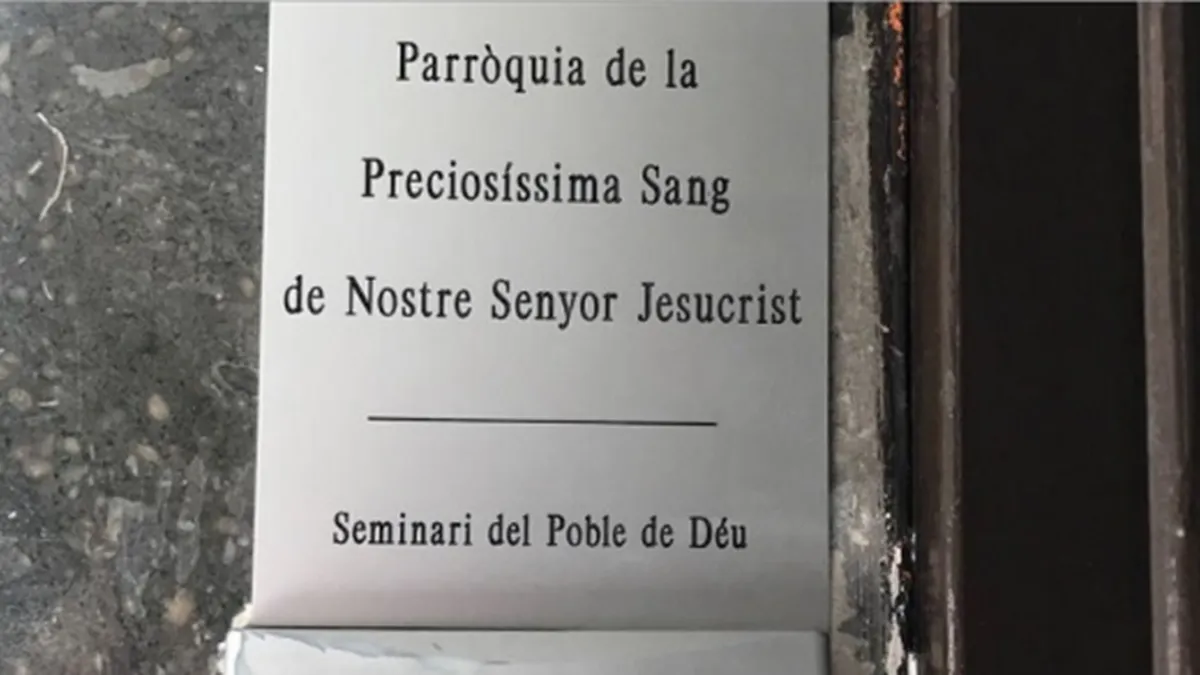 Parròquia de la
Preciosíssima Sang
de Nostre Senyor Jesucrist
Seminari del Poble de Déu